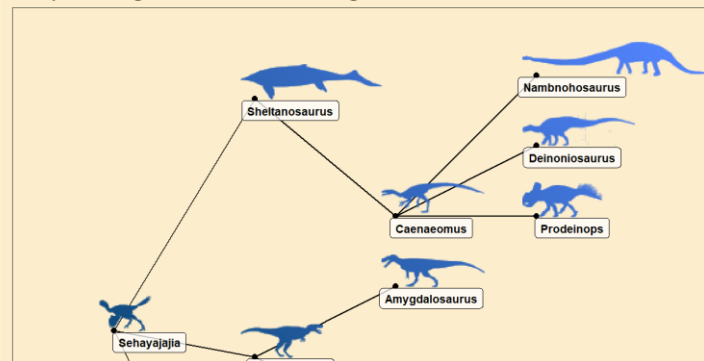 Nambnohosaurus
Sheltanosaurus
Deinoniosaurus
Caenaeomus
Prodeinops
Amygdalosaurus
Sehayajajia